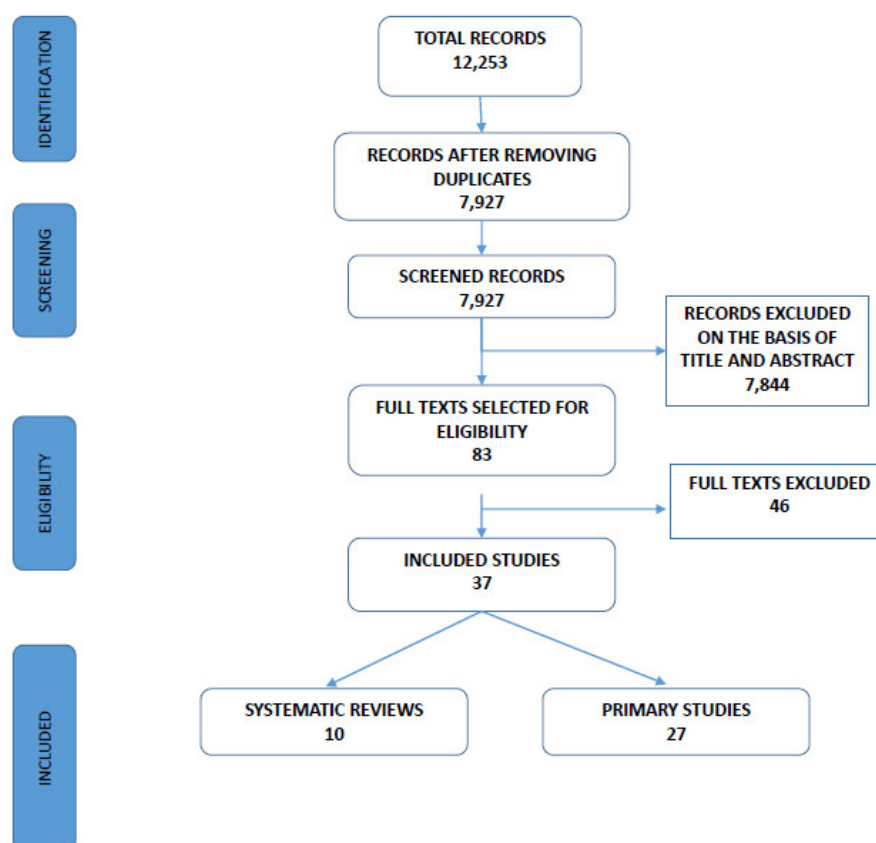 IDENTIFICATION
TOTAL RECORDS
12,253
RECORDS AFTER REMOVING
DUPLICATES
7,927
SCREENING
SCREENED RECORDS
7,927
RECORDS EXCLUDED
ON THE BASIS OF
TITLE AND ABSTRACT
7,844
ELIGIBILITY
FULL TEXTS SELECTED FOR
ELIGIBILITY
83
FULL TEXTS EXCLUDED
46
INCLUDED STUDIES
37
INCLUDED
SYSTEMATIC REVIEWS
10
PRIMARY STUDIES
27